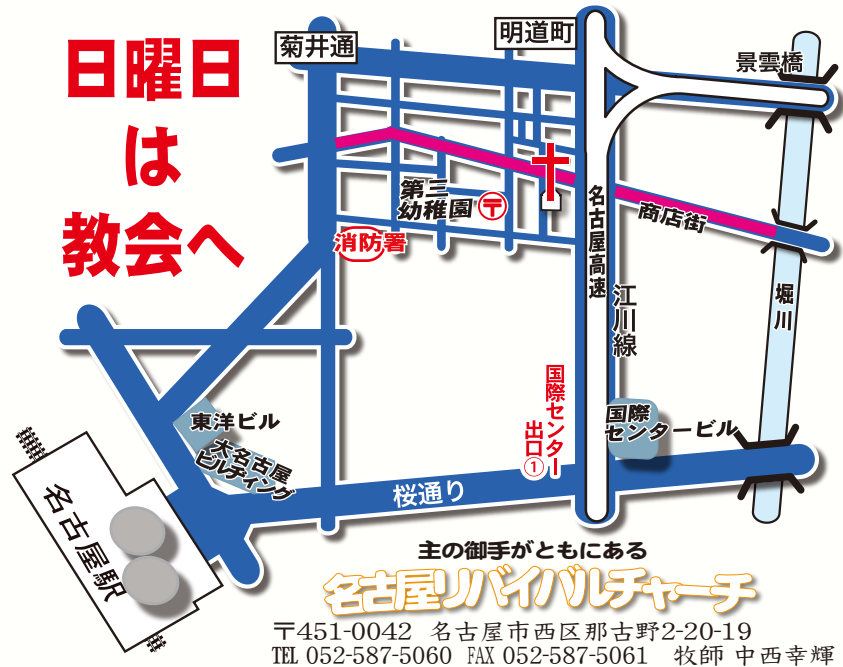 日曜日
は
教会へ
菊井通
明道町
景雲橋
第三
幼稚園
〒
消防署
商店街
名古屋高速
江川線
堀川
東洋ビル
大名古屋
ビルヂィング
国際センター
出口①
国際
センタービル
桜通り
名古屋駅
主の御手がともにある
名古屋リバイバルチャーチ
〒451-0042 名古屋市西区那古野2-20-19
TEL 052-587-5060 FAX 052-587-5061 牧師 中西幸輝